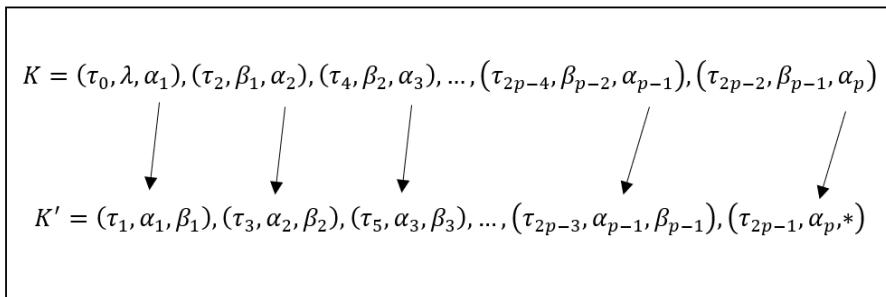 K = (τ₀, λ, α₁), (τ₂, β₁, α₂), (τ₄, β₂, α₃), … , (τ₂ₚ₋₄, βₚ₋₂, αₚ₋₁), (τ₂ₚ₋₂, βₚ₋₁, αₚ)
K′ = (τ₁, α₁, β₁), (τ₃, α₂, β₂), (τ₅, α₃, β₃), … , (τ₂ₚ₋₃, αₚ₋₁, βₚ₋₁), (τ₂ₚ₋₁, αₚ,∗)